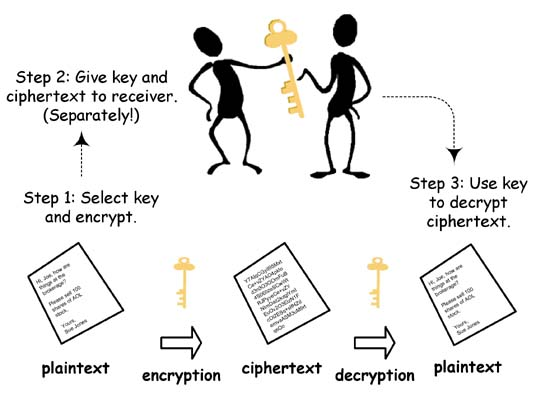 Step 2: Give key and
ciphertext to receiver.
(Separately!)
Step 1: Select key
and encrypt.
Step 3: Use key
to decrypt
ciphertext.
Hi, Joe, how are
things at the
brokerage?
Please sell 100
shares of AOL
stock.
Yours,
Sue Jones
Hi, Joe, how are
things at the
brokerage?
Please sell 100
shares of AOL
stock.
Yours,
Sue Jones
plaintext
encryption
ciphertext
decryption
plaintext